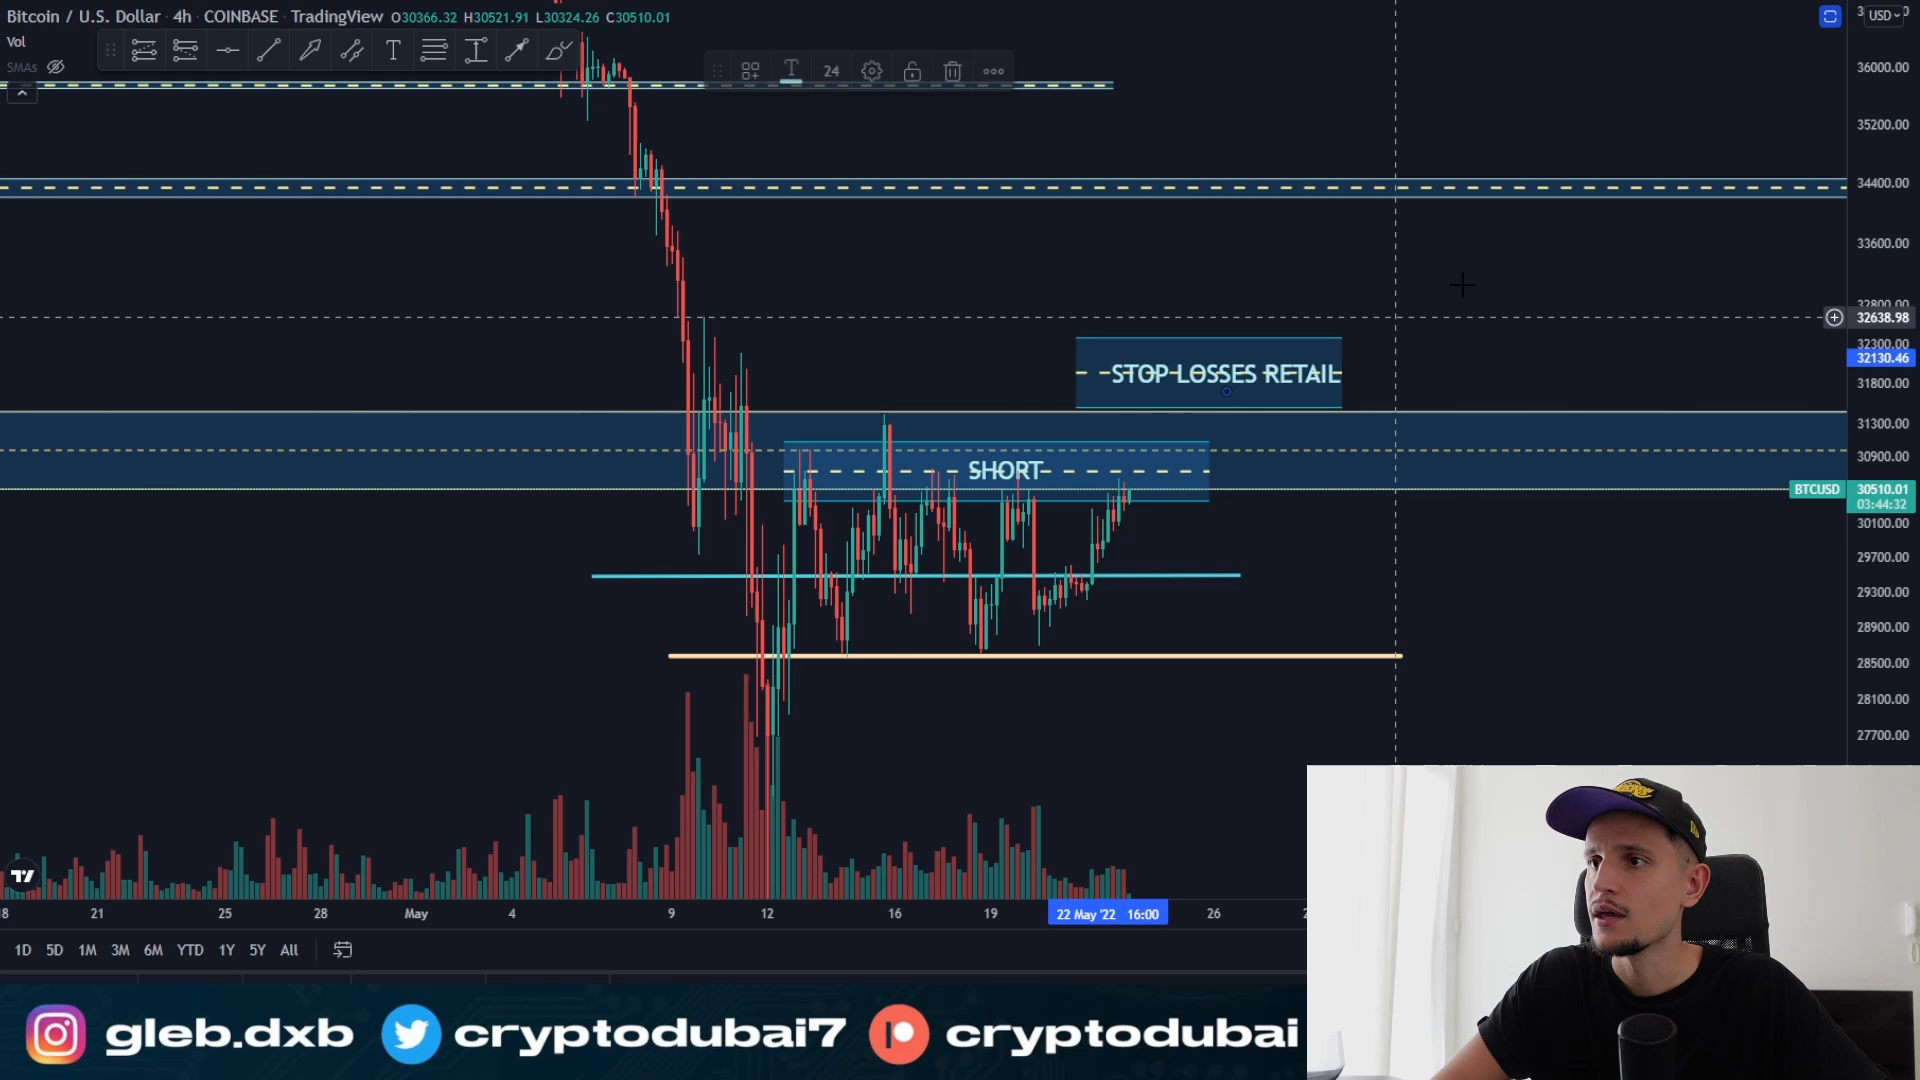 Bitcoin / U.S. Dollar · 4h · COINBASE · TradingView O30366.32 H30521.91 L30324.26 C30510.01
USD
Vol
SMAs
T
T
24
36000.00
35200.00
34400.00
33600.00
32800.00
32638.98
32300.00
32130.46
STOP LOSSES RETAIL
31800.00
31300.00
30900.00
SHORT
BTCUSD
30510.01
03:44:32
30100.00
29700.00
29300.00
28900.00
28500.00
28100.00
27700.00
18 21 25 28 May 4 9 12 16 19 22 May '22 16:00 26
1D 5D 1M 3M 6M YTD 1Y 5Y All
gleb.dxb cryptodubai7 cryptodubai